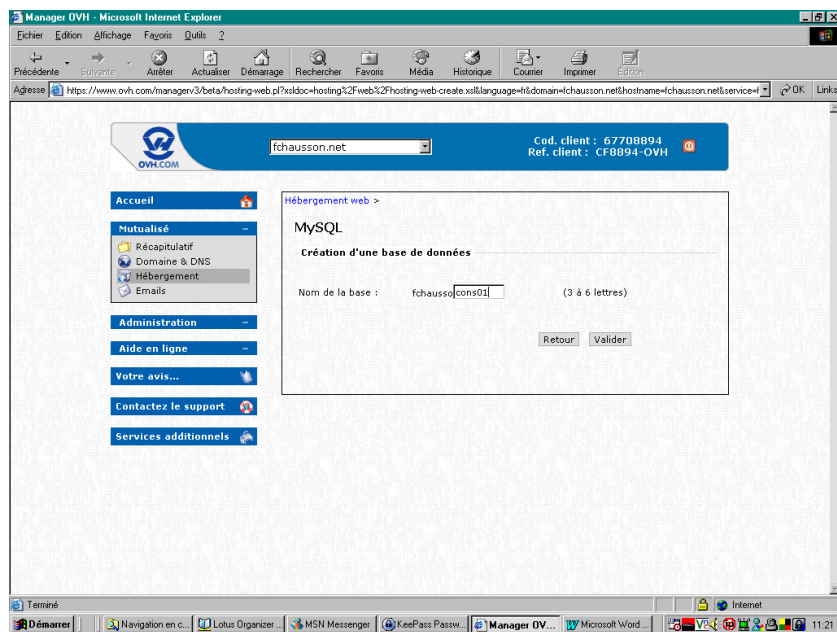 Manager OVH - Microsoft Internet Explorer
Fichier Edition Affichage Favoris Outils ?
Précédente Suivante Arrêter Actualiser Démarrage Rechercher Favoris Média Historique Courrier Imprimer Edition
Adresse https://www.ovh.com/managerv3/beta/hosting-web.pl?xsldoc=hosting%2Fweb%2Fhosting-web-create.xsl&language=fr&domain=fchausson.net&hostname=fchausson.net&service=f OK Links
OVH.COM
fchausson.net
Cod. client : 67708894
Ref. client : CF8894-OVH
Accueil
Mutualisé
Récapitulatif
Domaine & DNS
Hébergement
Emails
Administration
Aide en ligne
Votre avis...
Contactez le support
Services additionnels
Hébergement web >
MySQL
Création d'une base de données
Nom de la base : fchausso cons01 (3 à 6 lettres)
Retour Valider
Terminé Internet
Démarrer Navigation en c... Lotus Organizer ... MSN Messenger KeePass Passw... Manager OV... Microsoft Word ... 11:21